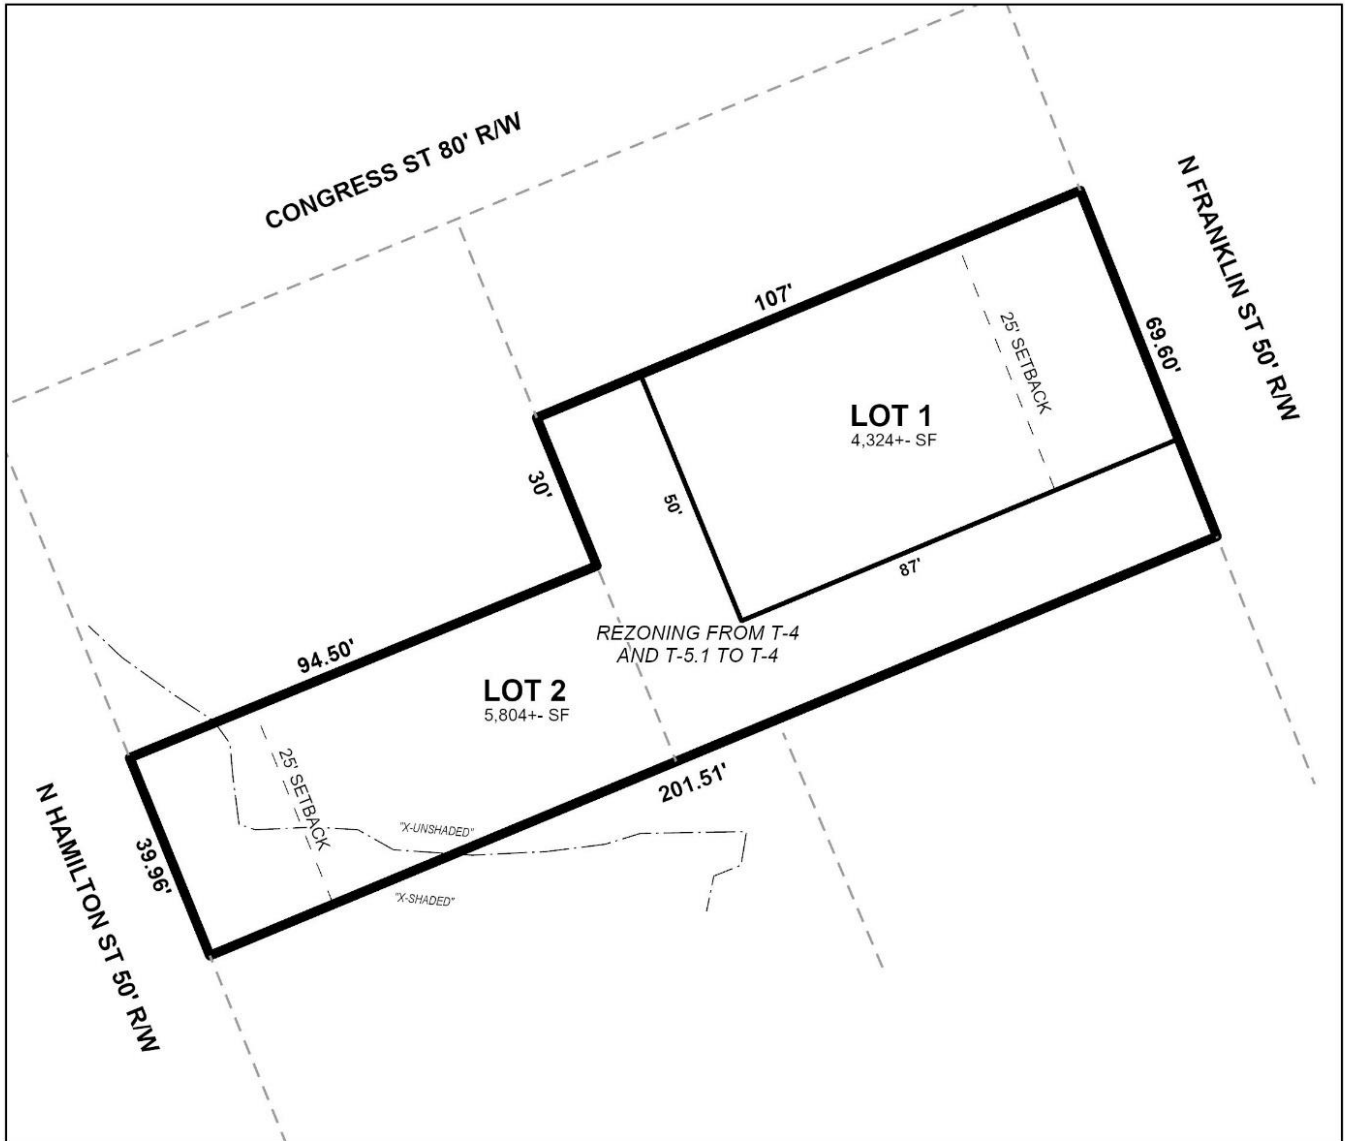 CONGRESS ST 80' R/W
N FRANKLIN ST 50' R/W
107'
69.60'
25' SETBACK
LOT 1
4,324+- SF
30'
50'
87'
REZONING FROM T-4
AND T-5.1 TO T-4
94.50'
LOT 2
5,804+- SF
25' SETBACK
201.51'
"X-UNSHADED"
"X-SHADED"
39.96'
N HAMILTON ST 50' R/W